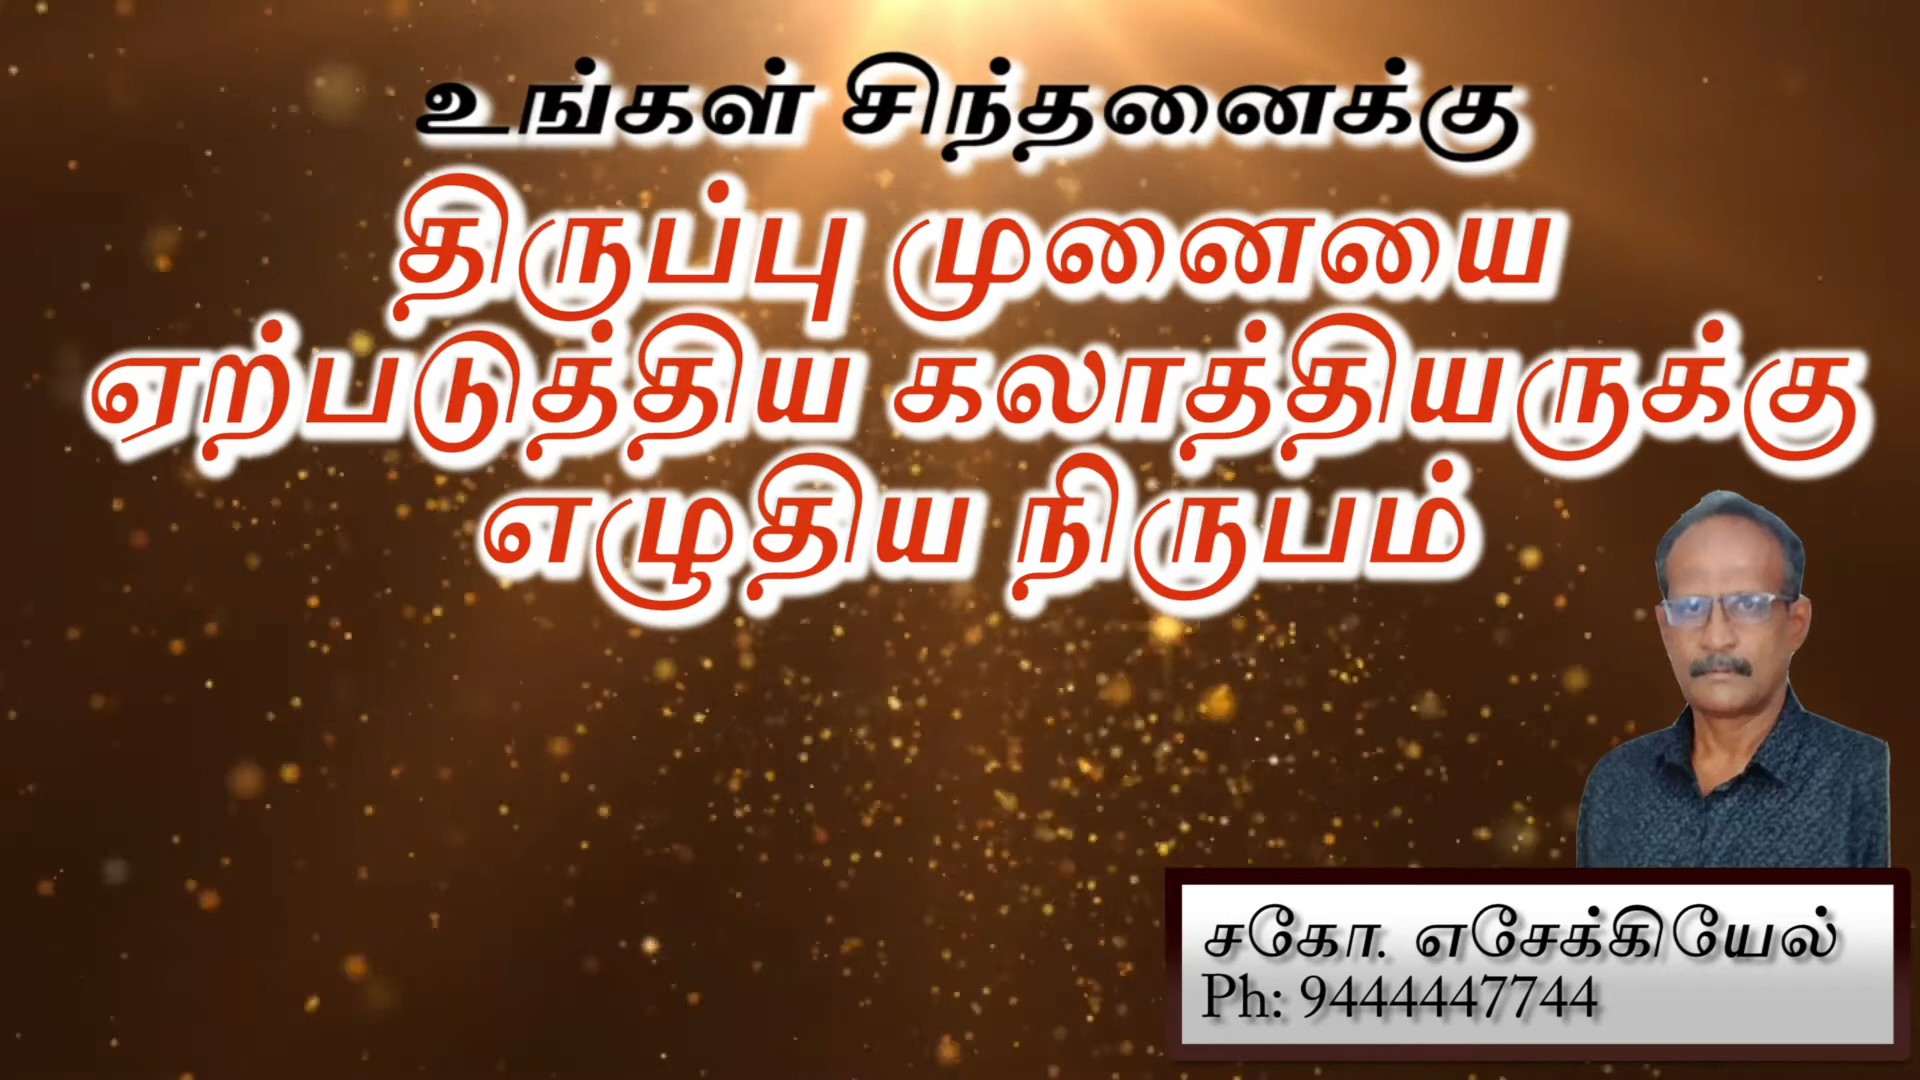 உங்கள் சிந்தனைக்கு
திருப்பு முனையை
ஏற்படுத்திய கலாத்தியருக்கு
எழுதிய நிருபம்
சகோ. எசேக்கியேல்
Ph: 9444447744